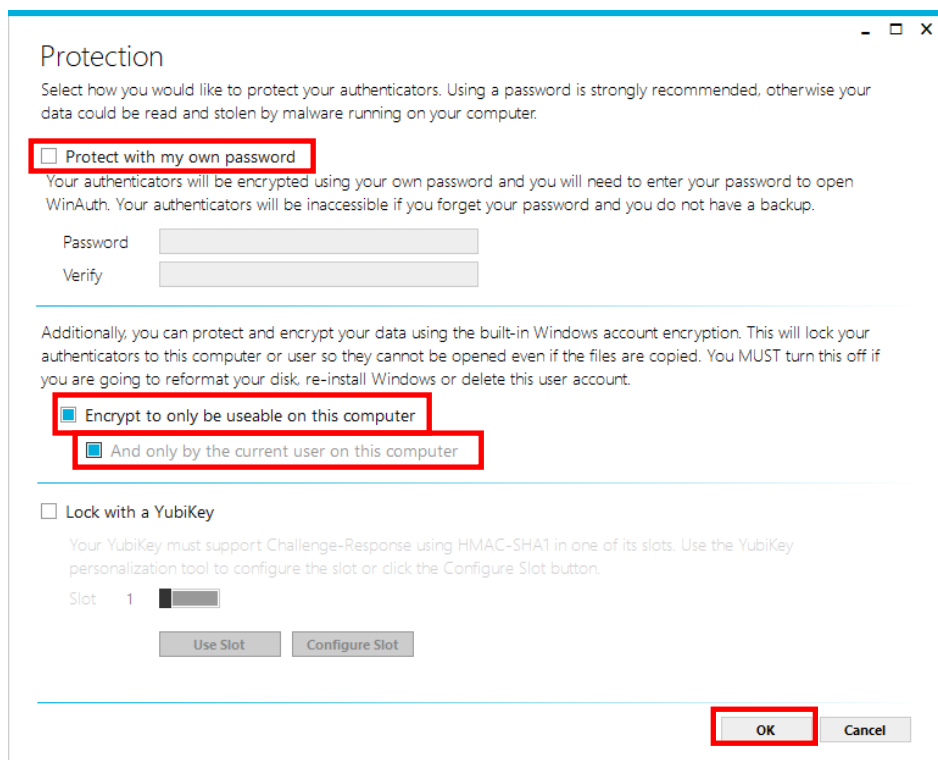 Protection
Select how you would like to protect your authenticators. Using a password is strongly recommended, otherwise your
data could be read and stolen by malware running on your computer.
Protect with my own password
Your authenticators will be encrypted using your own password and you will need to enter your password to open
WinAuth. Your authenticators will be inaccessible if you forget your password and you do not have a backup.
Password
Verify
Additionally, you can protect and encrypt your data using the built-in Windows account encryption. This will lock your
authenticators to this computer or user so they cannot be opened even if the files are copied. You MUST turn this off if
you are going to reformat your disk, re-install Windows or delete this user account.
Encrypt to only be useable on this computer
And only by the current user on this computer
Lock with a YubiKey
Your YubiKey must support Challenge-Response using HMAC-SHA1 in one of its slots. Use the YubiKey
personalization tool to configure the slot or click the Configure Slot button.
Slot 1
Use Slot Configure Slot
OK Cancel